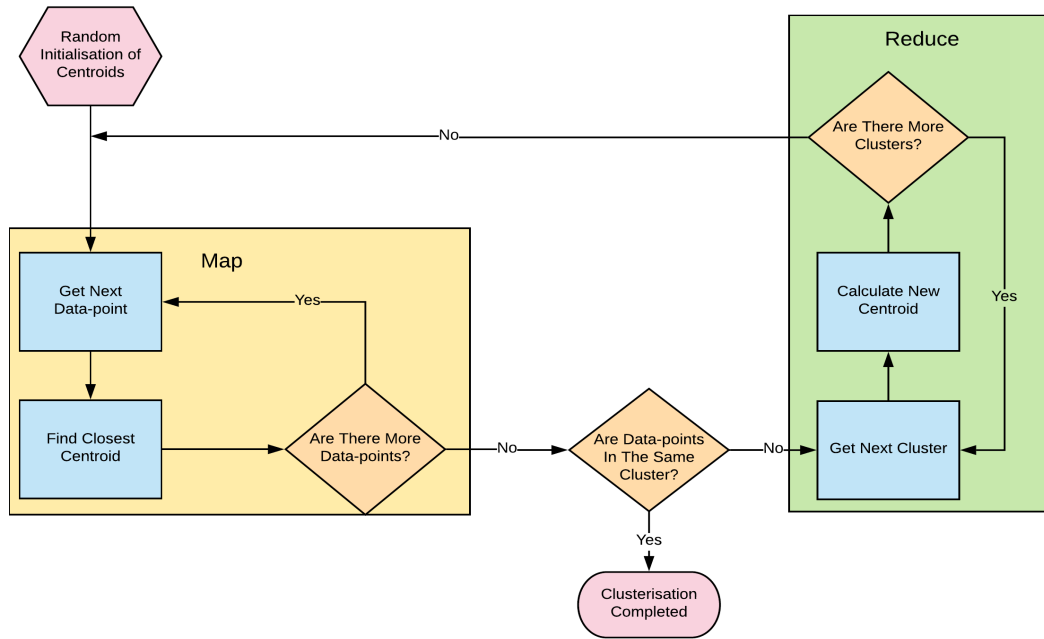 Random
Initialisation of
Centroids
Reduce
Are There More
Clusters?
No
Map
Get Next
Data-point
Yes
Calculate New
Centroid
Yes
Find Closest
Centroid
Are There More
Data-points?
No
Are Data-points
In The Same
Cluster?
No
Get Next Cluster
Yes
Clusterisation
Completed